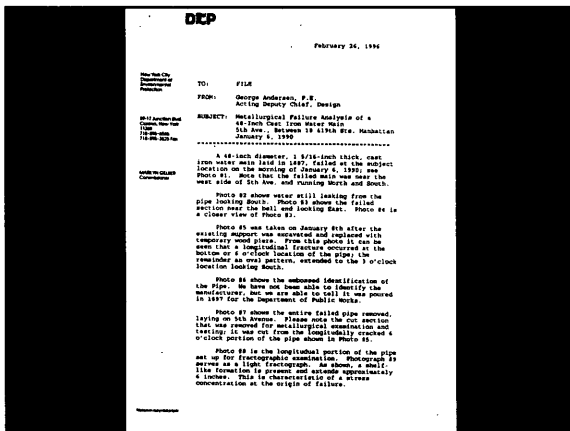 DEP
February 26, 1996
New York City
Department of
Environmental
Protection
TO: FILE
FROM: George Andersen, P.E.
Acting Deputy Chief, Design
59-17 Junction Blvd.
Corona, New York
11368
SUBJECT: Metallurgical Failure Analysis of a
48-Inch Cast Iron Water Main
5th Ave., Between 18 &19th Sts. Manhattan
January 6, 1990
MARILYN GELBER
Commissioner
A 48-inch diameter, 1 5/16-inch thick, cast
iron water main laid in 1897, failed at the subject
location on the morning of January 6, 1990; see
Photo #1. Note that the failed main was near the
west side of 5th Ave. and running North and South.
Photo #2 shows water still leaking from the
pipe looking South. Photo #3 shows the failed
section near the bell end looking East. Photo #4 is
a closer view of Photo #3.
Photo #5 was taken on January 8th after the
existing support was excavated and replaced with
temporary wood piers. From this photo it can be
seen that a longitudinal fracture occurred at the
bottom or 6 o'clock location of the pipe; the
remainder an oval pattern, extended to the 9 o'clock
location looking South.
Photo #6 shows the embossed identification of
the Pipe. We have not been able to identify the
manufacturer, but we are able to tell it was poured
in 1897 for the Department of Public Works.
Photo #7 shows the entire failed pipe removed,
laying on 5th Avenue. Please note the cut section
that was removed for metallurgical examination and
testing; it was cut from the longitudally cracked 6
o'clock portion of the pipe shown in Photo #5.
Photo #8 is the longitudual portion of the pipe
set up for fractographic examination. Photograph #9
serves as a light fractograph. As shown, a shelf-
like formation is present and extends approximately
6 inches. This is characteristic of a stress
concentration at the origin of failure.